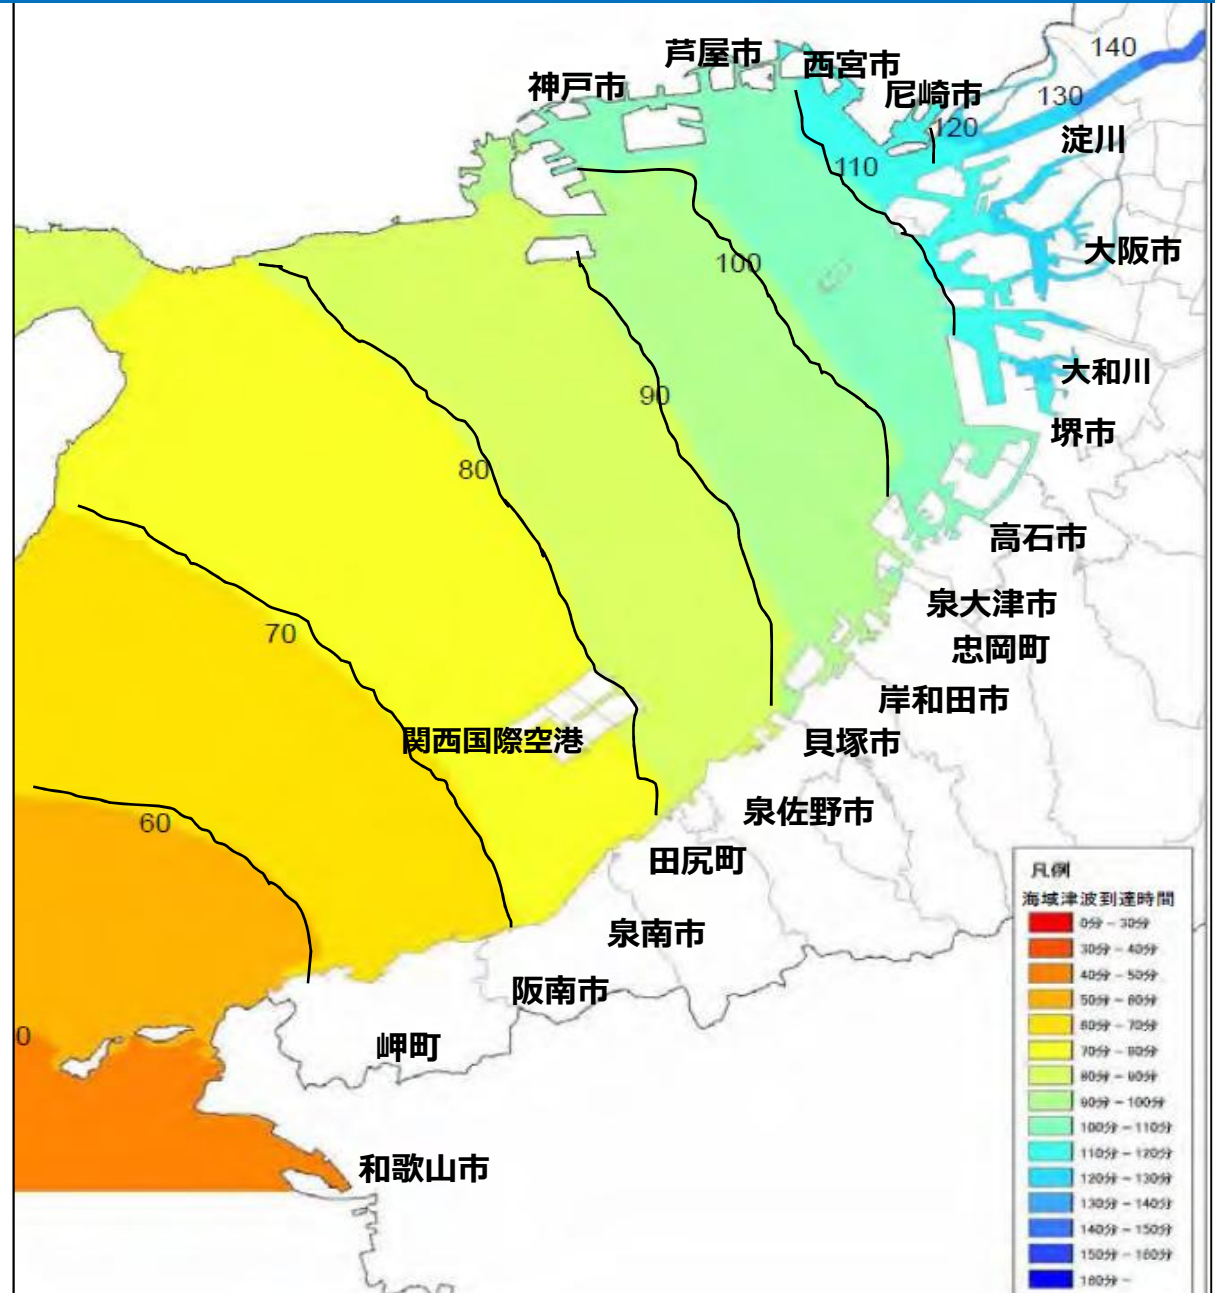 芦屋市
西宮市
140
神戸市
尼崎市
130
120
淀川
110
大阪市
100
大和川
90
堺市
80
高石市
泉大津市
70
忠岡町
岸和田市
関西国際空港
貝塚市
泉佐野市
60
田尻町
泉南市
阪南市
0
岬町
和歌山市
凡例
海域津波到達時間
0分 - 30分
30分 - 40分
40分 - 50分
50分 - 60分
60分 - 70分
70分 - 80分
80分 - 90分
90分 - 100分
100分 - 110分
110分 - 120分
120分 - 130分
130分 - 140分
140分 - 150分
150分 - 160分
160分 -